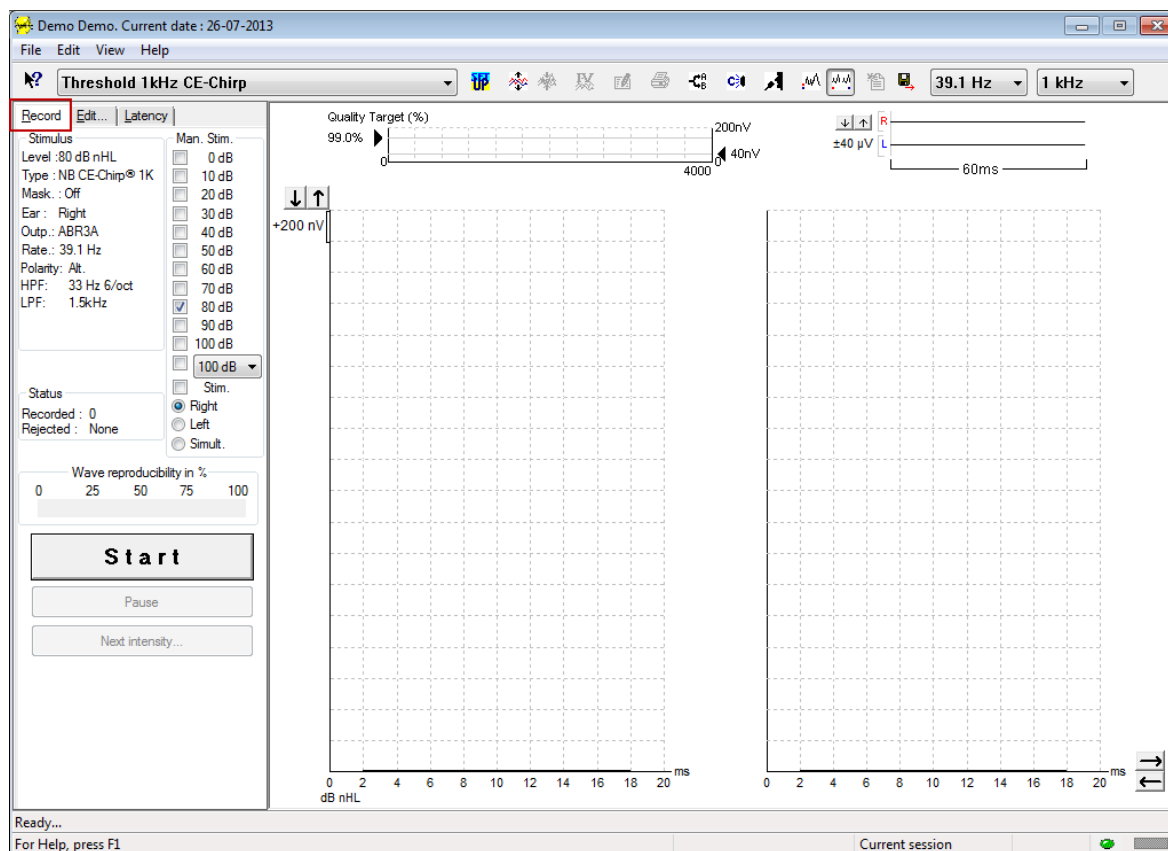 Demo Demo. Current date : 26-07-2013
File Edit View Help
Threshold 1kHz CE-Chirp
39.1 Hz
1 kHz
Record Edit... Latency
Stimulus
Level :80 dB nHL
Type : NB CE-Chirp® 1K
Mask. : Off
Ear : Right
Outp.: ABR3A
Rate.: 39.1 Hz
Polarity: Alt.
HPF: 33 Hz 6/oct
LPF: 1.5kHz
Man. Stim.
0 dB
10 dB
20 dB
30 dB
40 dB
50 dB
60 dB
70 dB
80 dB
90 dB
100 dB
100 dB
Stim.
Right
Left
Simult.
Status
Recorded : 0
Rejected : None
Wave reproducibility in %
0 25 50 75 100
Start
Pause
Next intensity...
Quality Target (%)
99.0%
200nV
40nV
0
0
4000
R
±40 µV L
60ms
+200 nV
0 2 4 6 8 10 12 14 16 18 20 ms
dB nHL
0 2 4 6 8 10 12 14 16 18 20 ms
Ready...
For Help, press F1
Current session